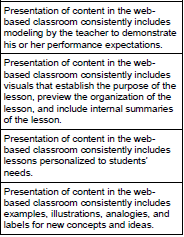 Presentation of content in the web-
based classroom consistently includes
modeling by the teacher to demonstrate
his or her performance expectations.
Presentation of content in the web-
based classroom consistently includes
visuals that establish the purpose of the
lesson, preview the organization of the
lesson, and include internal summaries
of the lesson.
Presentation of content in the web-
based classroom consistently includes
lessons personalized to students'
needs.
Presentation of content in the web-
based classroom consistently includes
examples, illustrations, analogies, and
labels for new concepts and ideas.